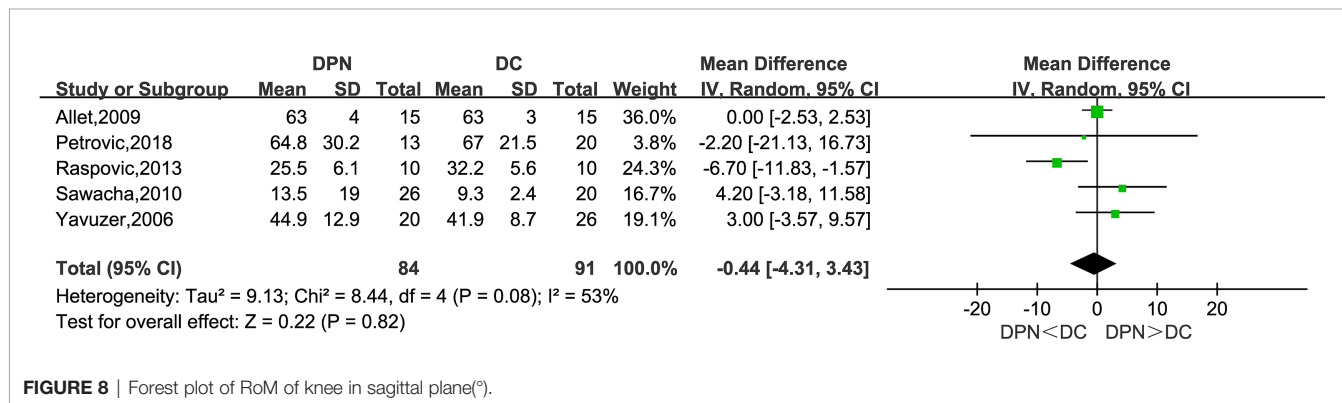 DPN DC Mean Difference Mean Difference
Study or Subgroup Mean SD Total Mean SD Total Weight IV, Random, 95% CI IV, Random, 95% CI
Allet,2009 63 4 15 63 3 15 36.0% 0.00 [-2.53, 2.53]
Petrovic,2018 64.8 30.2 13 67 21.5 20 3.8% -2.20 [-21.13, 16.73]
Raspovic,2013 25.5 6.1 10 32.2 5.6 10 24.3% -6.70 [-11.83, -1.57]
Sawacha,2010 13.5 19 26 9.3 2.4 20 16.7% 4.20 [-3.18, 11.58]
Yavuzer,2006 44.9 12.9 20 41.9 8.7 26 19.1% 3.00 [-3.57, 9.57]
Total (95% CI) 84 91 100.0% -0.44 [-4.31, 3.43]
Heterogeneity: Tau² = 9.13; Chi² = 8.44, df = 4 (P = 0.08); I² = 53%
Test for overall effect: Z = 0.22 (P = 0.82)
-20 -10 0 10 20
DPN<DC DPN>DC
FIGURE 8 | Forest plot of RoM of knee in sagittal plane(°).